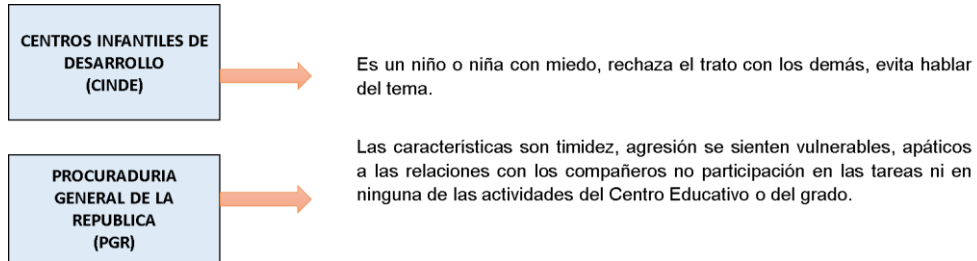 CENTROS INFANTILES DE
DESARROLLO
(CINDE)
Es un niño o niña con miedo, rechaza el trato con los demás, evita hablar
del tema.
PROCURADURIA
GENERAL DE LA
REPUBLICA
(PGR)
Las características son timidez, agresión se sienten vulnerables, apáticos
a las relaciones con los compañeros no participación en las tareas ni en
ninguna de las actividades del Centro Educativo o del grado.